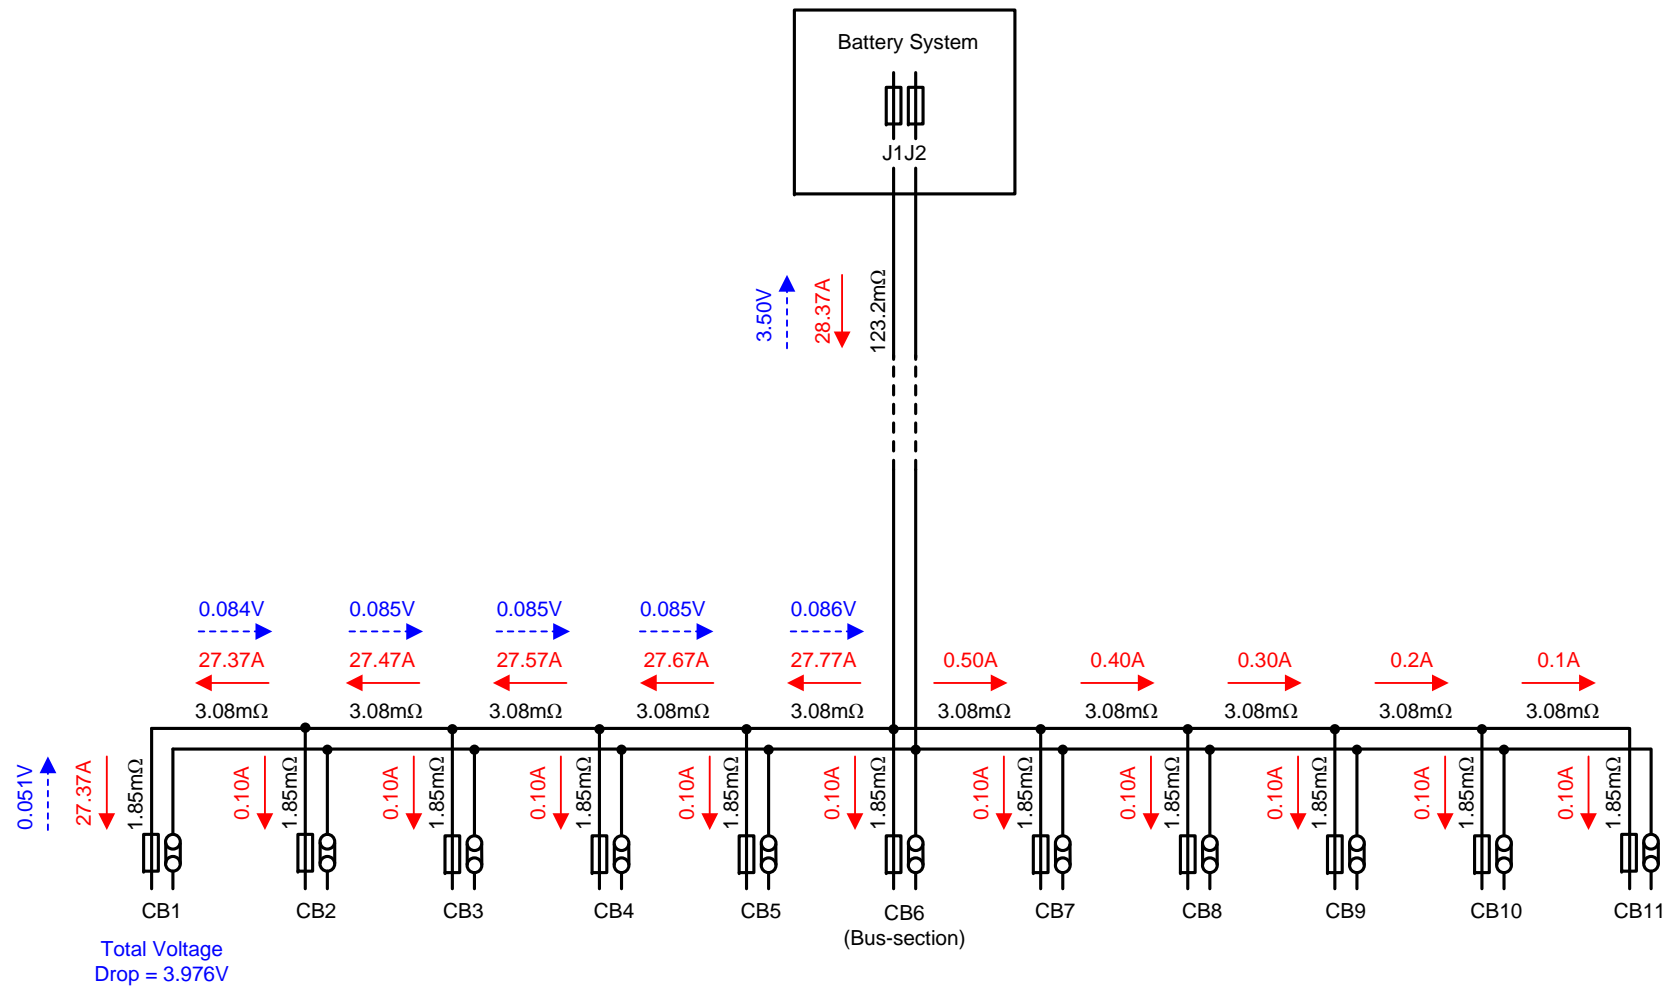 Battery System
J1J2
3.50V
28.37A
123.2mΩ
0.084V 0.085V 0.085V 0.085V 0.086V
27.37A 27.47A 27.57A 27.67A 27.77A 0.50A 0.40A 0.30A 0.2A 0.1A
3.08mΩ 3.08mΩ 3.08mΩ 3.08mΩ 3.08mΩ 3.08mΩ 3.08mΩ 3.08mΩ 3.08mΩ 3.08mΩ
0.051V
27.37A
1.85mΩ
0.10A
1.85mΩ
0.10A
1.85mΩ
0.10A
1.85mΩ
0.10A
1.85mΩ
0.10A
1.85mΩ
0.10A
1.85mΩ
0.10A
1.85mΩ
0.10A
1.85mΩ
0.10A
1.85mΩ
0.10A
1.85mΩ
CB1 CB2 CB3 CB4 CB5 CB6 CB7 CB8 CB9 CB10 CB11
(Bus-section)
Total Voltage
Drop = 3.976V